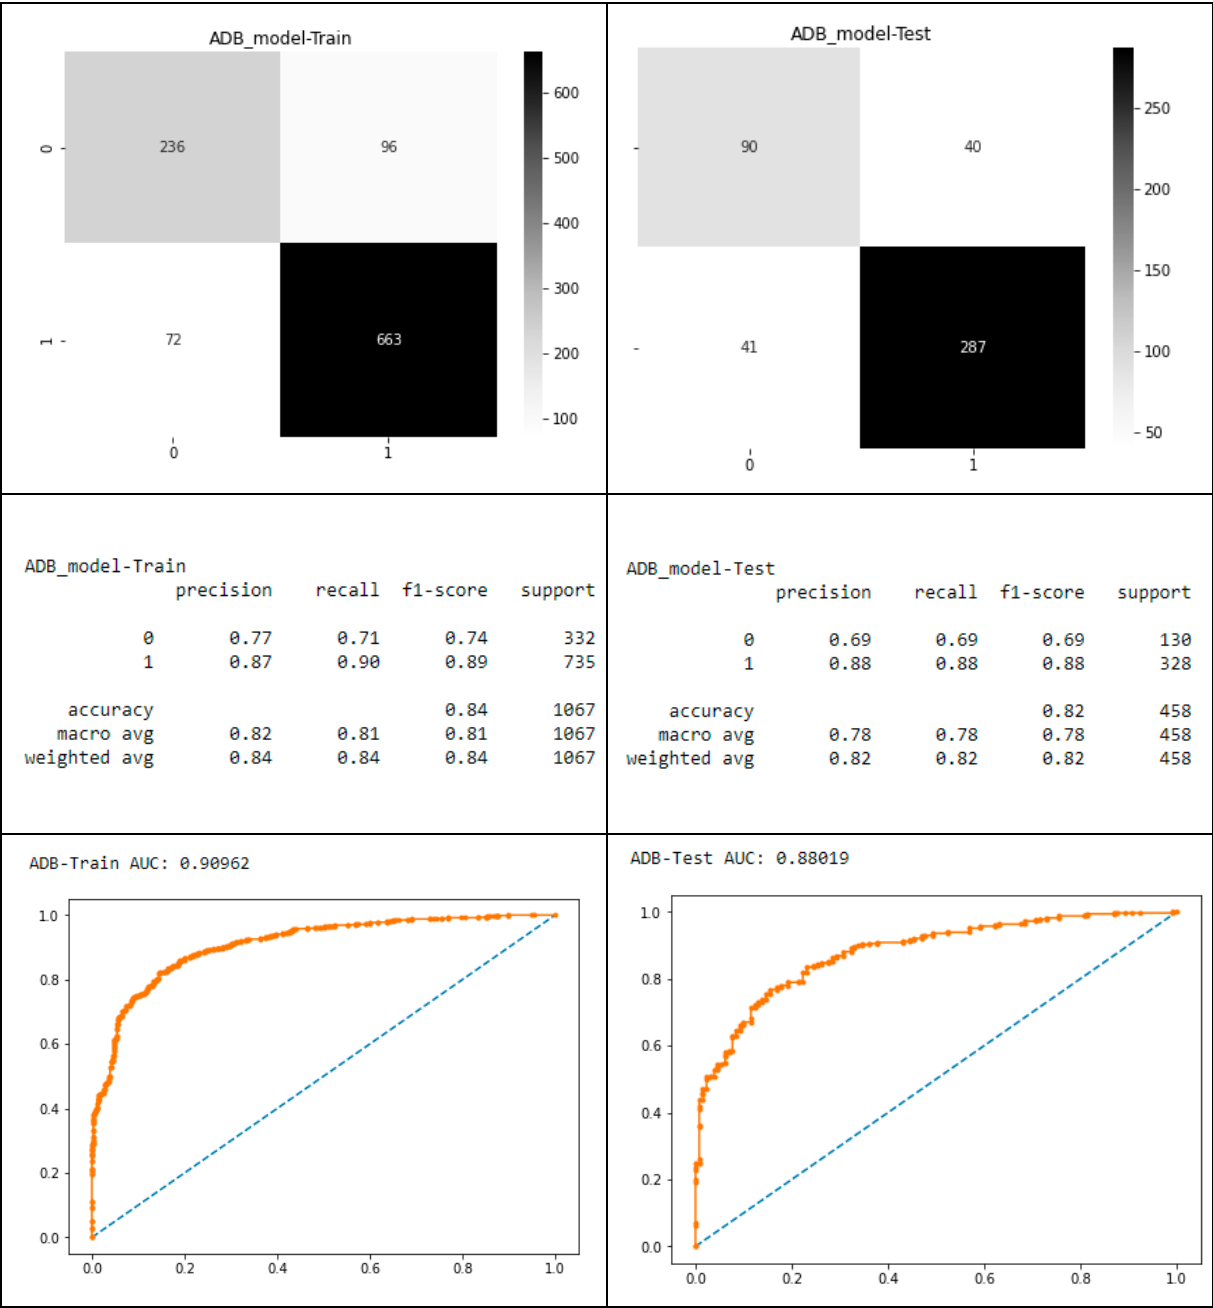 ADB_model-Train
0
236
96
1
72
663
0
1
600
500
400
300
200
100
ADB_model-Test
90
40
41
287
0
1
250
200
150
100
50
ADB_model-Train
precision recall f1-score support
0 0.77 0.71 0.74 332
1 0.87 0.90 0.89 735
accuracy 0.84 1067
macro avg 0.82 0.81 0.81 1067
weighted avg 0.84 0.84 0.84 1067
ADB_model-Test
precision recall f1-score support
0 0.69 0.69 0.69 130
1 0.88 0.88 0.88 328
accuracy 0.82 458
macro avg 0.78 0.78 0.78 458
weighted avg 0.82 0.82 0.82 458
ADB-Train AUC: 0.90962
1.0
0.8
0.6
0.4
0.2
0.0
0.0 0.2 0.4 0.6 0.8 1.0
ADB-Test AUC: 0.88019
1.0
0.8
0.6
0.4
0.2
0.0
0.0 0.2 0.4 0.6 0.8 1.0